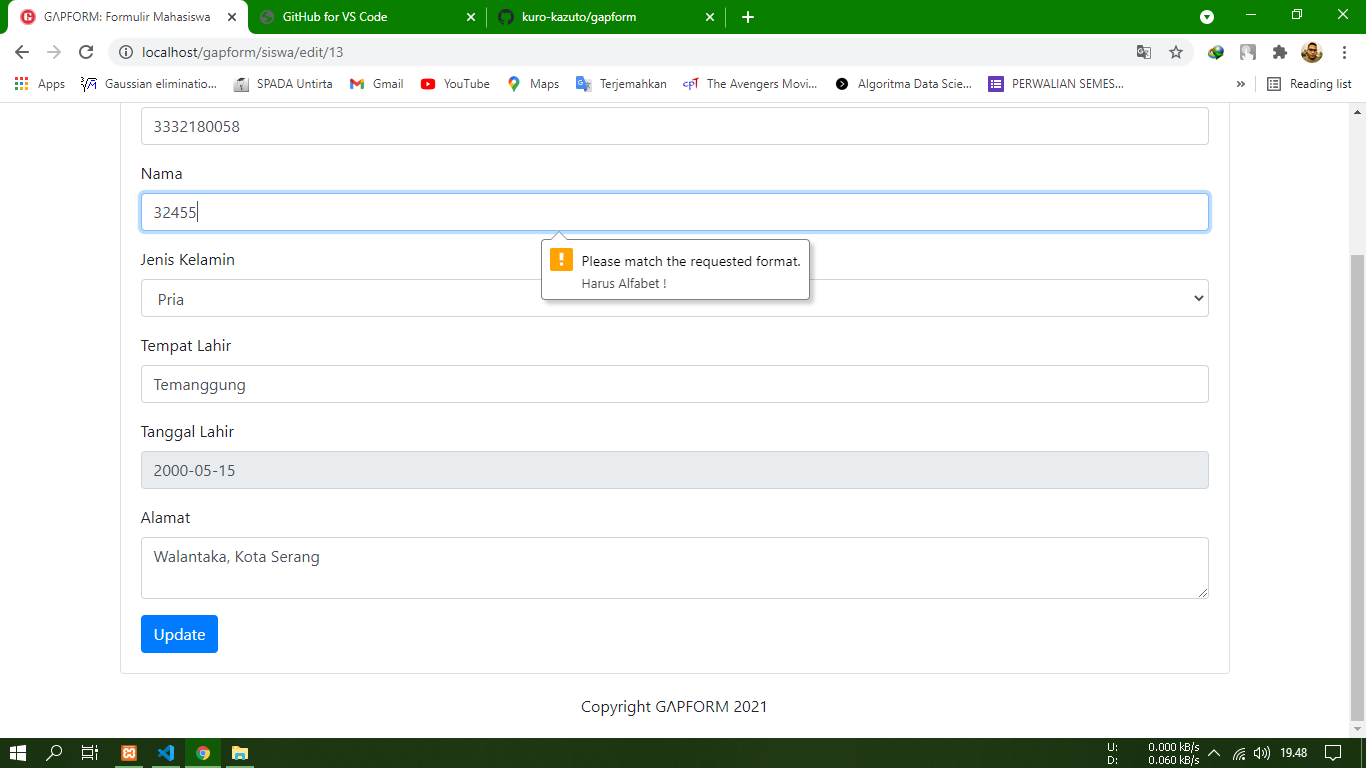 GΛPFORM: Formulir Mahasiswa
GitHub for VS Code
kuro-kazuto/gapform
localhost/gapform/siswa/edit/13
Apps
Gaussian eliminatio...
SPADA Untirta
Gmail
YouTube
Maps
Terjemahkan
cpT The Avengers Movi...
Algoritma Data Scie...
PERWALIAN SEMES...
»
Reading list
3332180058
Nama
32455
Please match the requested format.
Harus Alfabet !
Jenis Kelamin
Pria
Tempat Lahir
Temanggung
Tanggal Lahir
2000-05-15
Alamat
Walantaka, Kota Serang
Update
Copyright GΛPFORM 2021
U: 0.000 kB/s
D: 0.060 kB/s
19.48